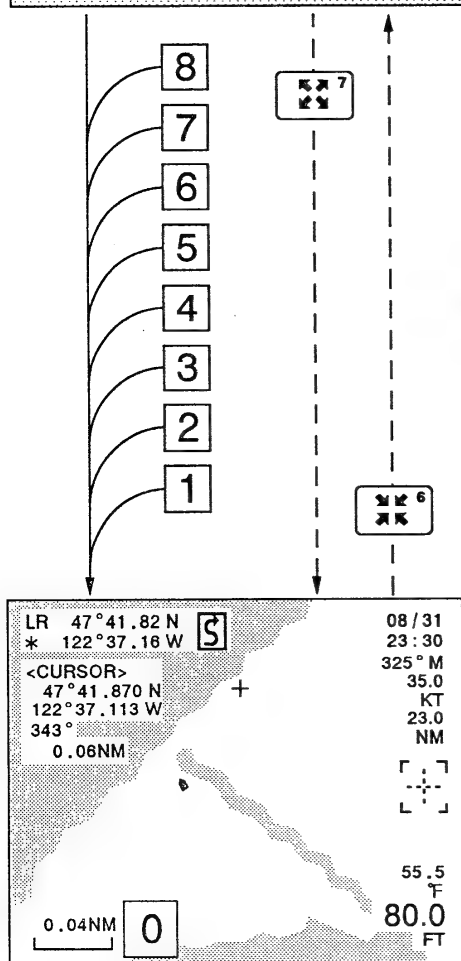 8
7
7
6
5
4
3
2
1
6
LR 47°41.82 N
* 122°37.16 W
<CURSOR>
47°41.870 N
122°37.113 W
343°
0.06NM
08/31
23:30
325°M
35.0
KT
23.0
NM
55.5
°F
80.0
FT
0.04NM
0